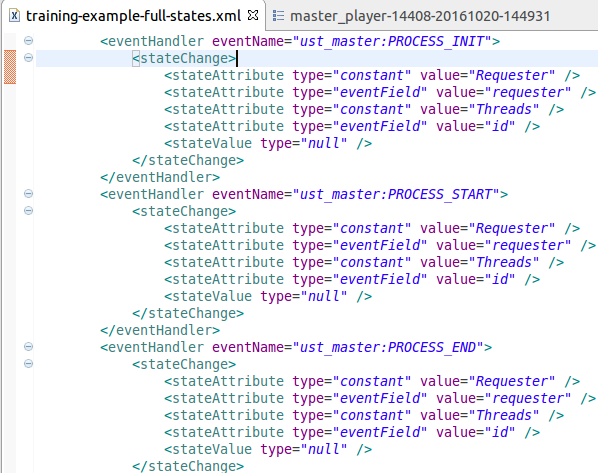 training-example-full-states.xml master_player-14408-20161020-144931
<eventHandler eventName="ust_master:PROCESS_INIT">
<stateChange>
<stateAttribute type="constant" value="Requester" />
<stateAttribute type="eventField" value="requester" />
<stateAttribute type="constant" value="Threads" />
<stateAttribute type="eventField" value="id" />
<stateValue type="null" />
</stateChange>
</eventHandler>
<eventHandler eventName="ust_master:PROCESS_START">
<stateChange>
<stateAttribute type="constant" value="Requester" />
<stateAttribute type="eventField" value="requester" />
<stateAttribute type="constant" value="Threads" />
<stateAttribute type="eventField" value="id" />
<stateValue type="null" />
</stateChange>
</eventHandler>
<eventHandler eventName="ust_master:PROCESS_END">
<stateChange>
<stateAttribute type="constant" value="Requester" />
<stateAttribute type="eventField" value="requester" />
<stateAttribute type="constant" value="Threads" />
<stateAttribute type="eventField" value="id" />
<stateValue type="null" />
</stateChange>